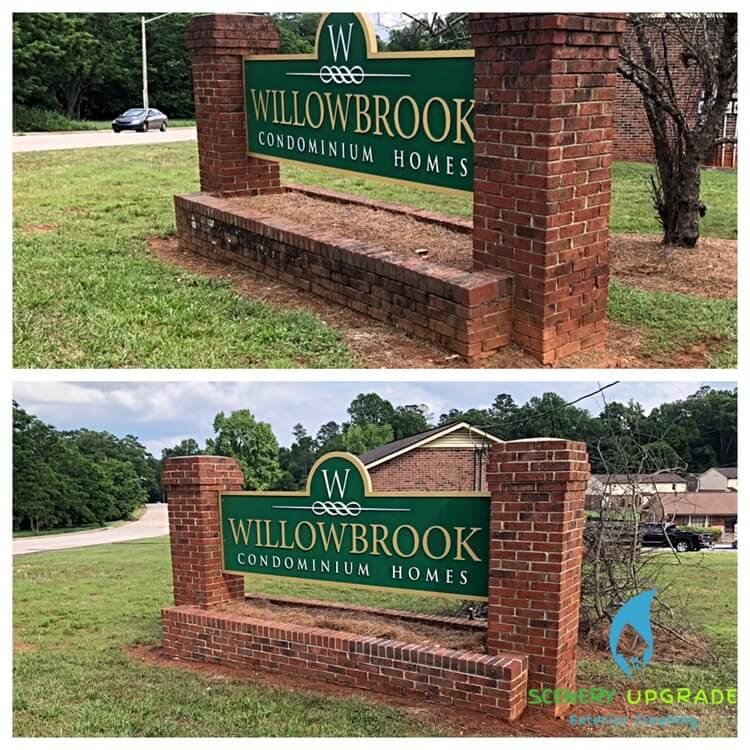 W
WILLOWBROOK
CONDOMINIUM HOMES
W
WILLOWBROOK
CONDOMINIUM HOMES
SCENERY UPGRADE
Exterior Cleaning